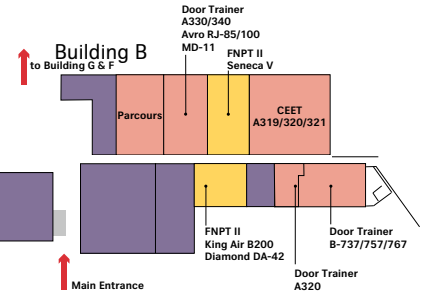 Door Trainer
A330/340
Avro RJ-85/100
MD-11
Building B
to Building G & F
FNPT II
Seneca V
Parcours
CEET
A319/320/321
FNPT II
King Air B200
Diamond DA-42
Door Trainer
B-737/757/767
Door Trainer
A320
Main Entrance